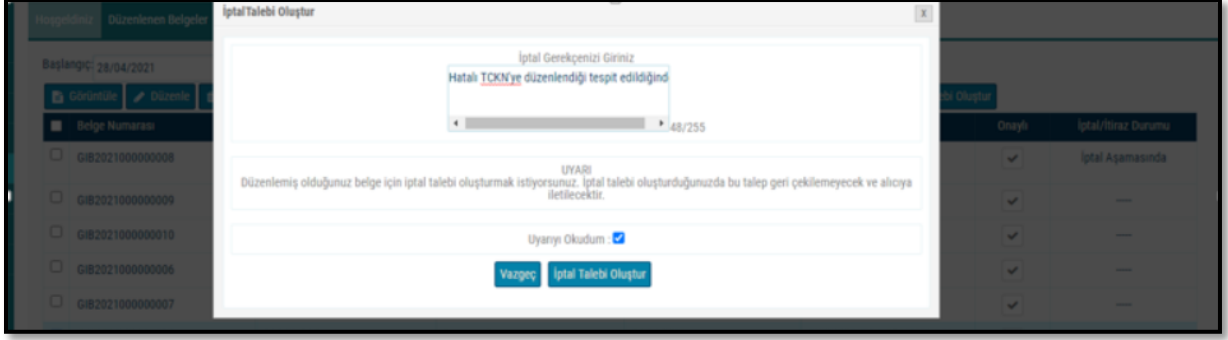 İptalTalebi Oluştur
X
Hoşgeldiniz Düzenlenen Belgeler
Başlangıç: 28/04/2021
Görüntüle Düzenle
ebi Oluştur
İptal Gerekçenizi Giriniz
Hatalı TCKN'ye düzenlendiği tespit edildiğind
48/255
Belge Numarası Onaylı İptal/İtiraz Durumu
GIB2021000000008 İptal Aşamasında
UYARI
Düzenlemiş olduğunuz belge için iptal talebi oluşturmak istiyorsunuz. İptal talebi oluşturduğunuzda bu talep geri çekilemeyecek ve alıcıya
iletilecektir.
GIB2021000000009 ----
GIB2021000000010 ----
Uyarıyı Okudum :
GIB2021000000006 ----
Vazgeç İptal Talebi Oluştur
GIB2021000000007 ----